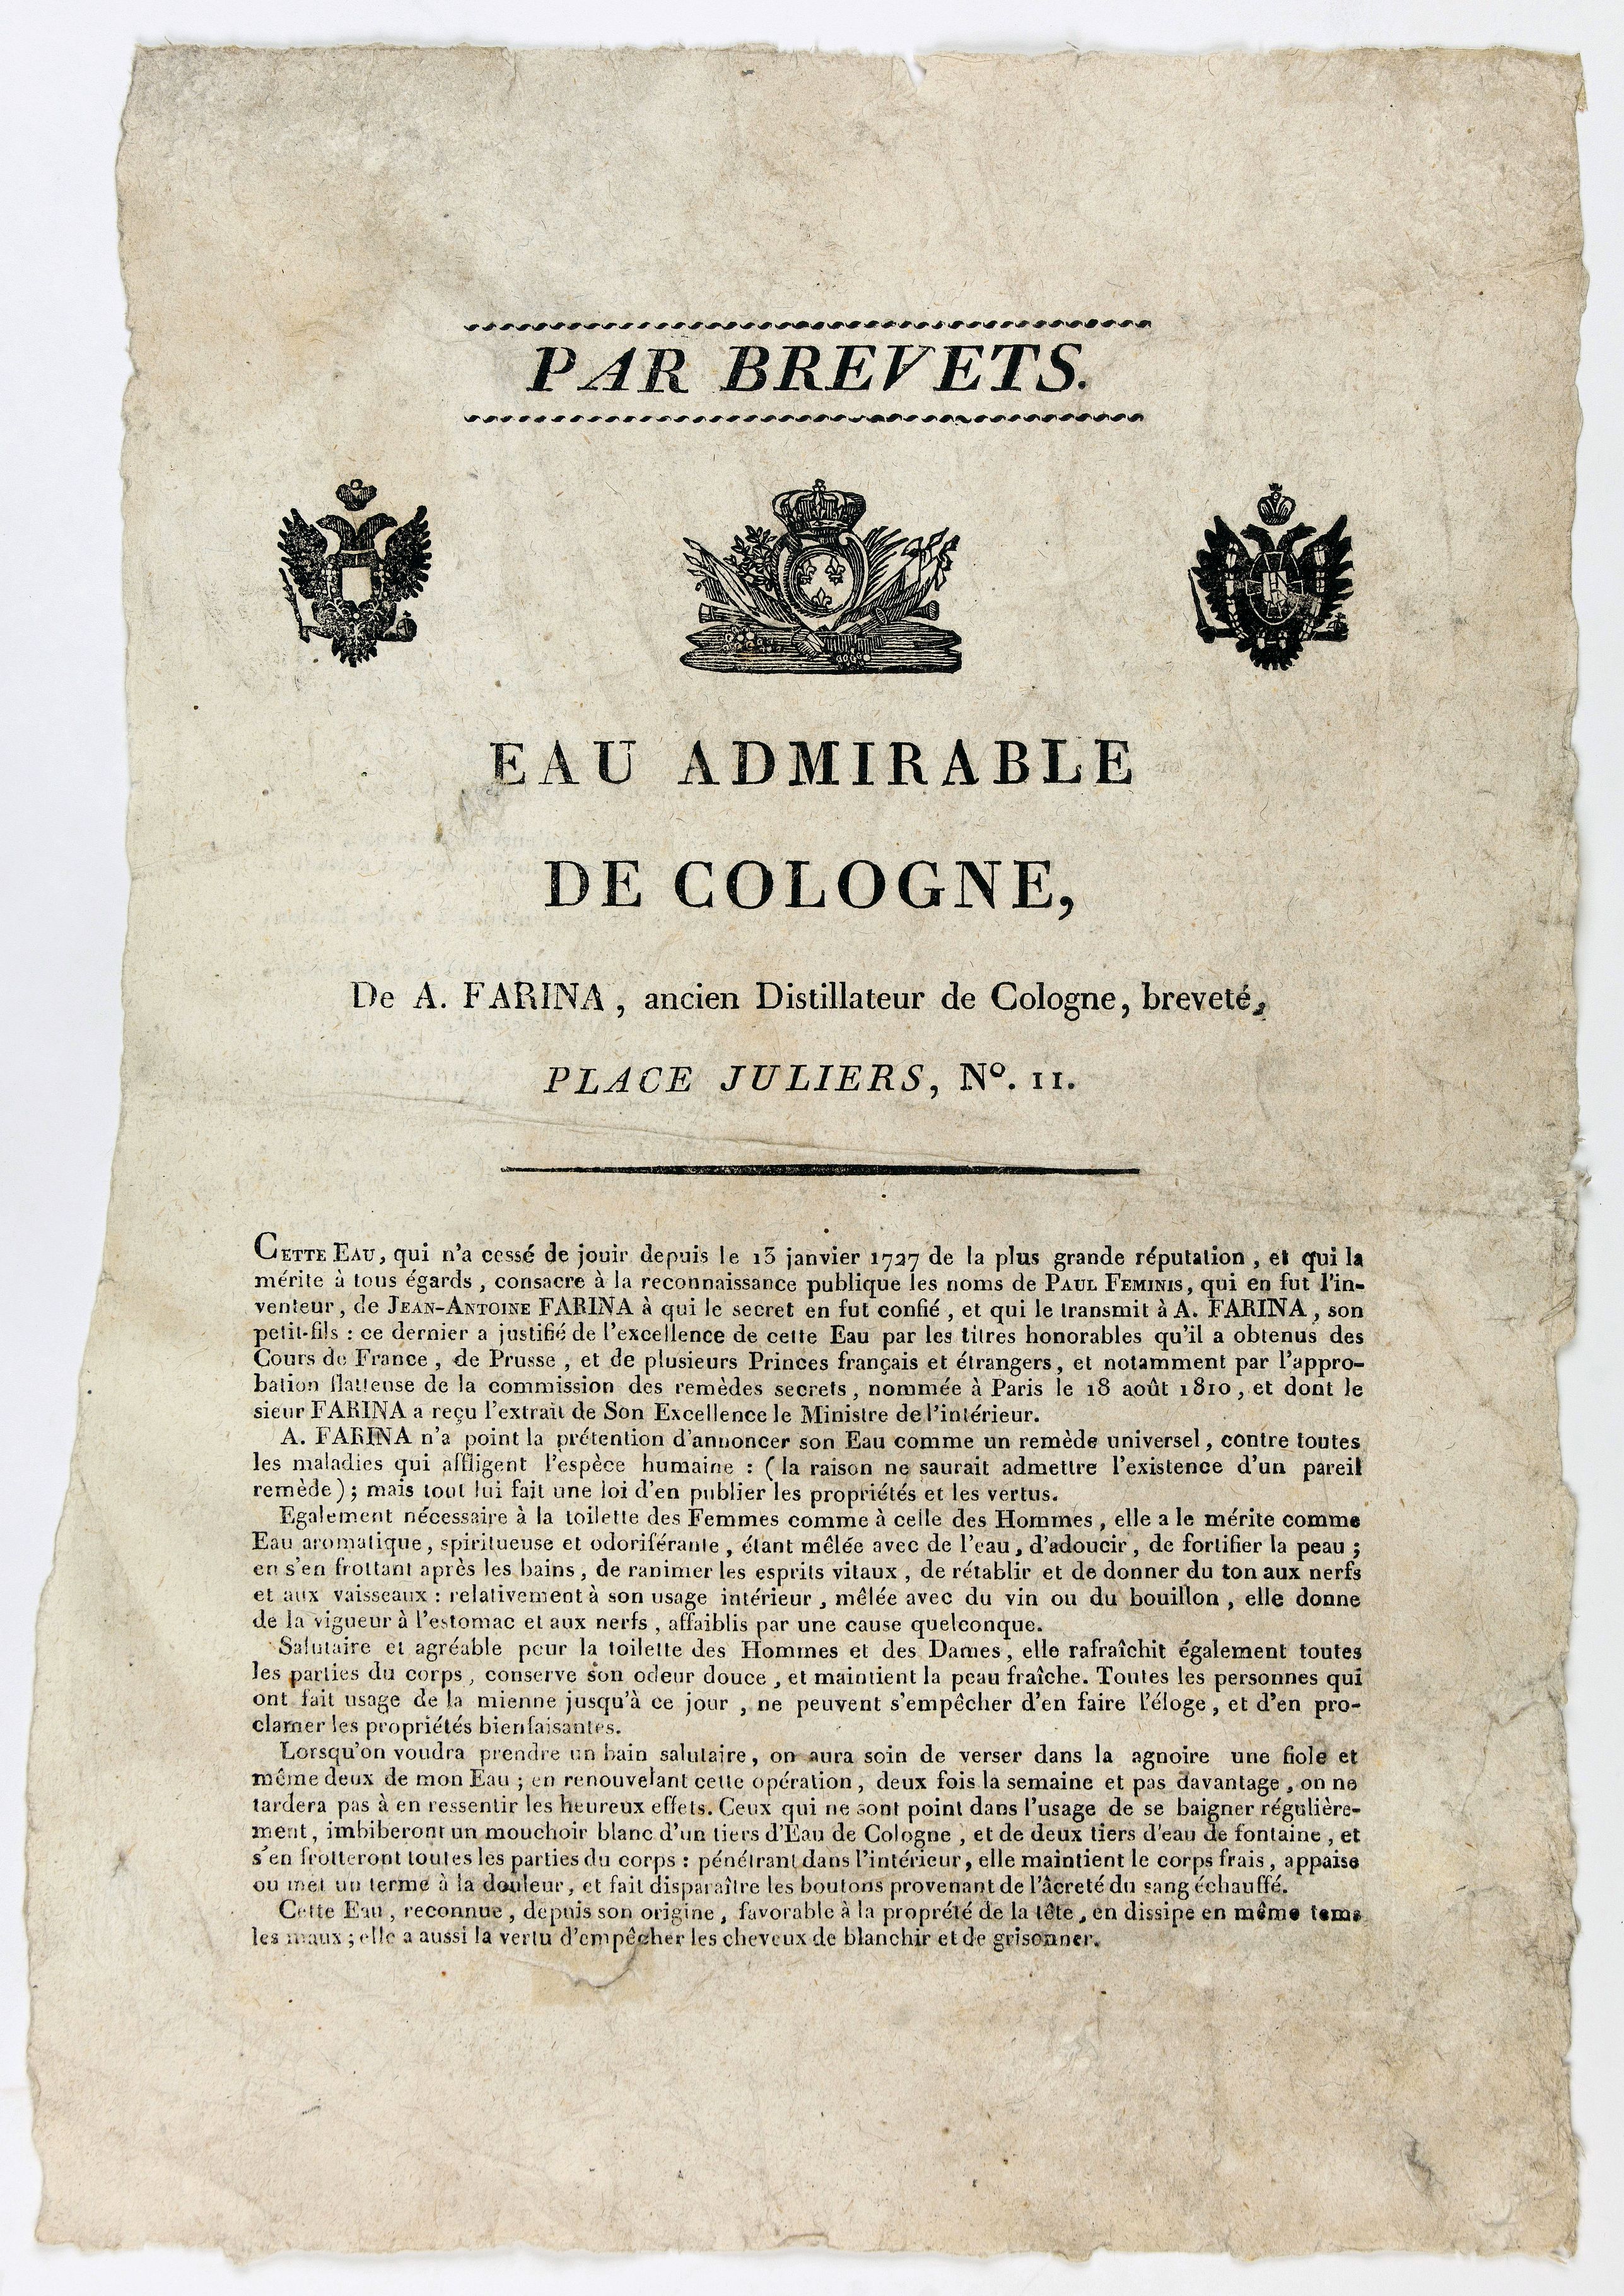 PAR BREVETS.
EAU ADMIRABLE
DE COLOGNE,
De A. FARINA, ancien Distillateur de Cologne, breveté,
PLACE JULIERS, Nº. 11.
CETTE EAU, qui n'a cessé de jouir depuis le 13 janvier 1727 de la plus grande réputation, et qui la
mérite à tous égards, consacre à la reconnaissance publique les noms de PAUL FEMINIS, qui en fut l'in-
venteur, de JEAN-ANTOINE FARINA à qui le secret en fut confié, et qui le transmit à A. FARINA, son
petit-fils : ce dernier a justifié de l'excellence de cette Eau par les titres honorables qu'il a obtenus des
Cours de France, de Prusse, et de plusieurs Princes français et étrangers, et notamment par l'appro-
bation flatteuse de la commission des remèdes secrets, nommée à Paris le 18 août 1810, et dont le
sieur FARINA a reçu l'extrait de Son Excellence le Ministre de l'intérieur.
A. FARINA n'a point la prétention d'annoncer son Eau comme un remède universel, contre toutes
les maladies qui affligent l'espèce humaine : (la raison ne saurait admettre l'existence d'un pareil
remède) ; mais tout lui fait une loi d'en publier les propriétés et les vertus.
Egalement nécessaire à la toilette des Femmes comme à celle des Hommes, elle a le mérite comme
Eau aromatique, spiritueuse et odoriférante, étant mêlée avec de l'eau, d'adoucir, de fortifier la peau ;
en s'en frottant après les bains, de ranimer les esprits vitaux, de rétablir et de donner du ton aux nerfs
et aux vaisseaux : relativement à son usage intérieur, mêlée avec du vin ou du bouillon, elle donne
de la vigueur à l'estomac et aux nerfs, affaiblis par une cause quelconque.
Salutaire et agréable pour la toilette des Hommes et des Dames, elle rafraîchit également toutes
les parties du corps, conserve son odeur douce, et maintient la peau fraîche. Toutes les personnes qui
ont fait usage de la mienne jusqu'à ce jour, ne peuvent s'empêcher d'en faire l'éloge, et d'en pro-
clamer les propriétés bienfaisantes.
Lorsqu'on voudra prendre un bain salutaire, on aura soin de verser dans la agnoire une fiole et
même deux de mon Eau ; en renouvelant cette opération, deux fois la semaine et pas davantage, on ne
tardera pas à en ressentir les heureux effets. Ceux qui ne sont point dans l'usage de se baigner régulière-
ment, imbiberont un mouchoir blanc d'un tiers d'Eau de Cologne, et de deux tiers d'eau de fontaine, et
s'en frotteront toutes les parties du corps : pénétrant dans l'intérieur, elle maintient le corps frais, appaise
ou met un terme à la douleur, et fait disparaître les boutons provenant de l'âcreté du sang échauffé.
Cette Eau, reconnue, depuis son origine, favorable à la propreté de la tête, en dissipe en même tems
les maux ; elle a aussi la vertu d'empêcher les cheveux de blanchir et de grisonner.